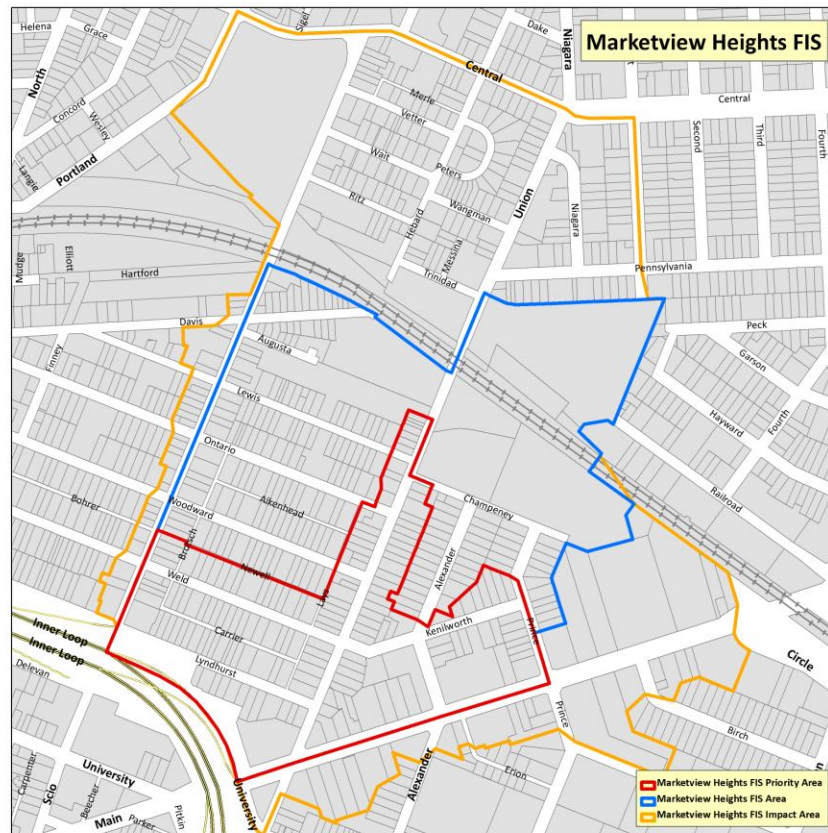 Marketview Heights FIS
Helena
Grace
Sigel
Dake
Niagara
North
Concord
Wesley
Central
Central
Merle
Vetter
Second
Third
Fourth
Langie
Portland
Wait
Peters
Ritz
Wangman
Union
Niagara
Hebard
Messina
Mudge
Elliott
Hartford
Trinidad
Pennsylvania
Davis
Peck
Finney
Augusta
Garson
Lewis
Hayward
Fourth
Ontario
Railroad
Bohrer
Woodward
Aikenhead
Champeney
Weld
Newell
Alexander
Carrier
Kenilworth
Prince
Lyndhurst
Inner Loop
Inner Loop
Delevan
Circle
Prince
Birch
University
Carpenter
Scio
Beecher
Main
Parker
Pitkin
University
Alexander
Erion
Marketview Heights FIS Priority Area
Marketview Heights FIS Area
Marketview Heights FIS Impact Area